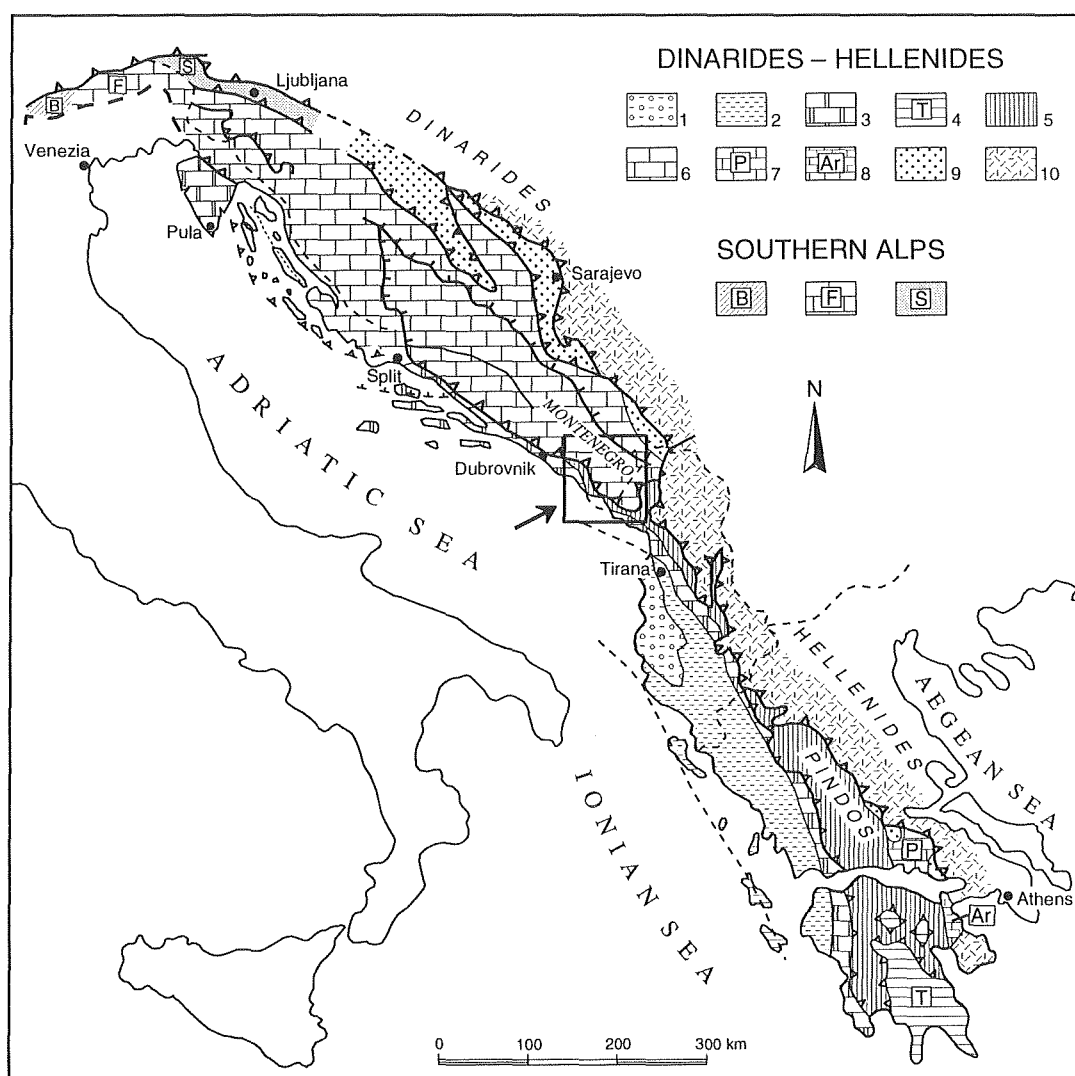 DINARIDES – HELLENIDES
1 2 3 T 4 5
6 P 7 Ar 8 9 10
SOUTHERN ALPS
B F S
B F S
Ljubljana
DINARIDES
Venezia
Pula
Sarajevo
ADRIATIC SEA
Split
N
MONTENEGRO
Dubrovnik
Tirana
HELLENIDES
AEGEAN SEA
PINDOS
IONIAN SEA
P
Athens
Ar
T
0 100 200 300 km